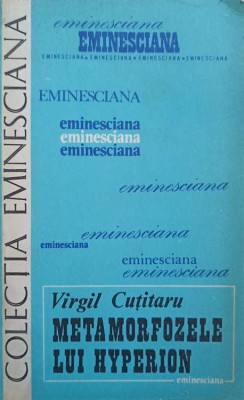 COLECȚIA EMINESCIANA
eminesciana
EMINESCIANA
EMINESCIANA • EMINESCIANA • EMINESCIANA • EMINESCIANA
EMINESCIANA
eminesciana
eminesciana
eminesciana
eminesciana
eminesciana
eminesciana
eminesciana
eminesciana
Virgil Cuțitaru
METAMORFOZELE
LUI HYPERION
eminesciana